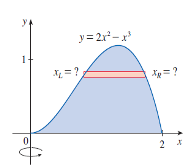 y
y = 2x² – x³
1
x_L = ?
x_R = ?
0
2
x